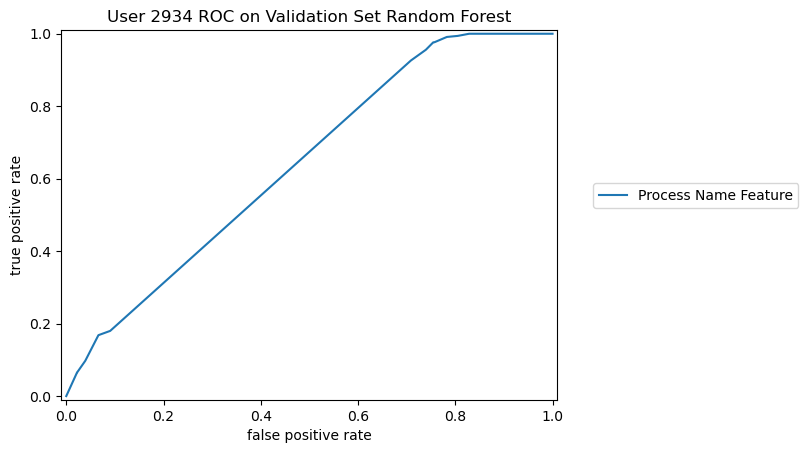 User 2934 ROC on Validation Set Random Forest
1.0
0.8
0.6
0.4
0.2
0.0
true positive rate
0.0 0.2 0.4 0.6 0.8 1.0
false positive rate
Process Name Feature